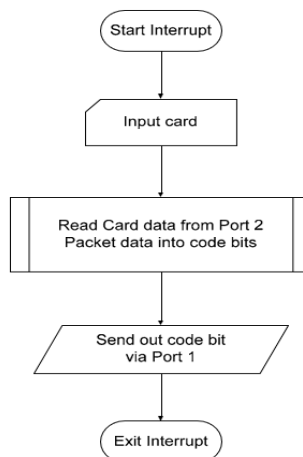 Start Interrupt
Input card
Read Card data from Port 2
Packet data into code bits
Send out code bit
via Port 1
Exit Interrupt